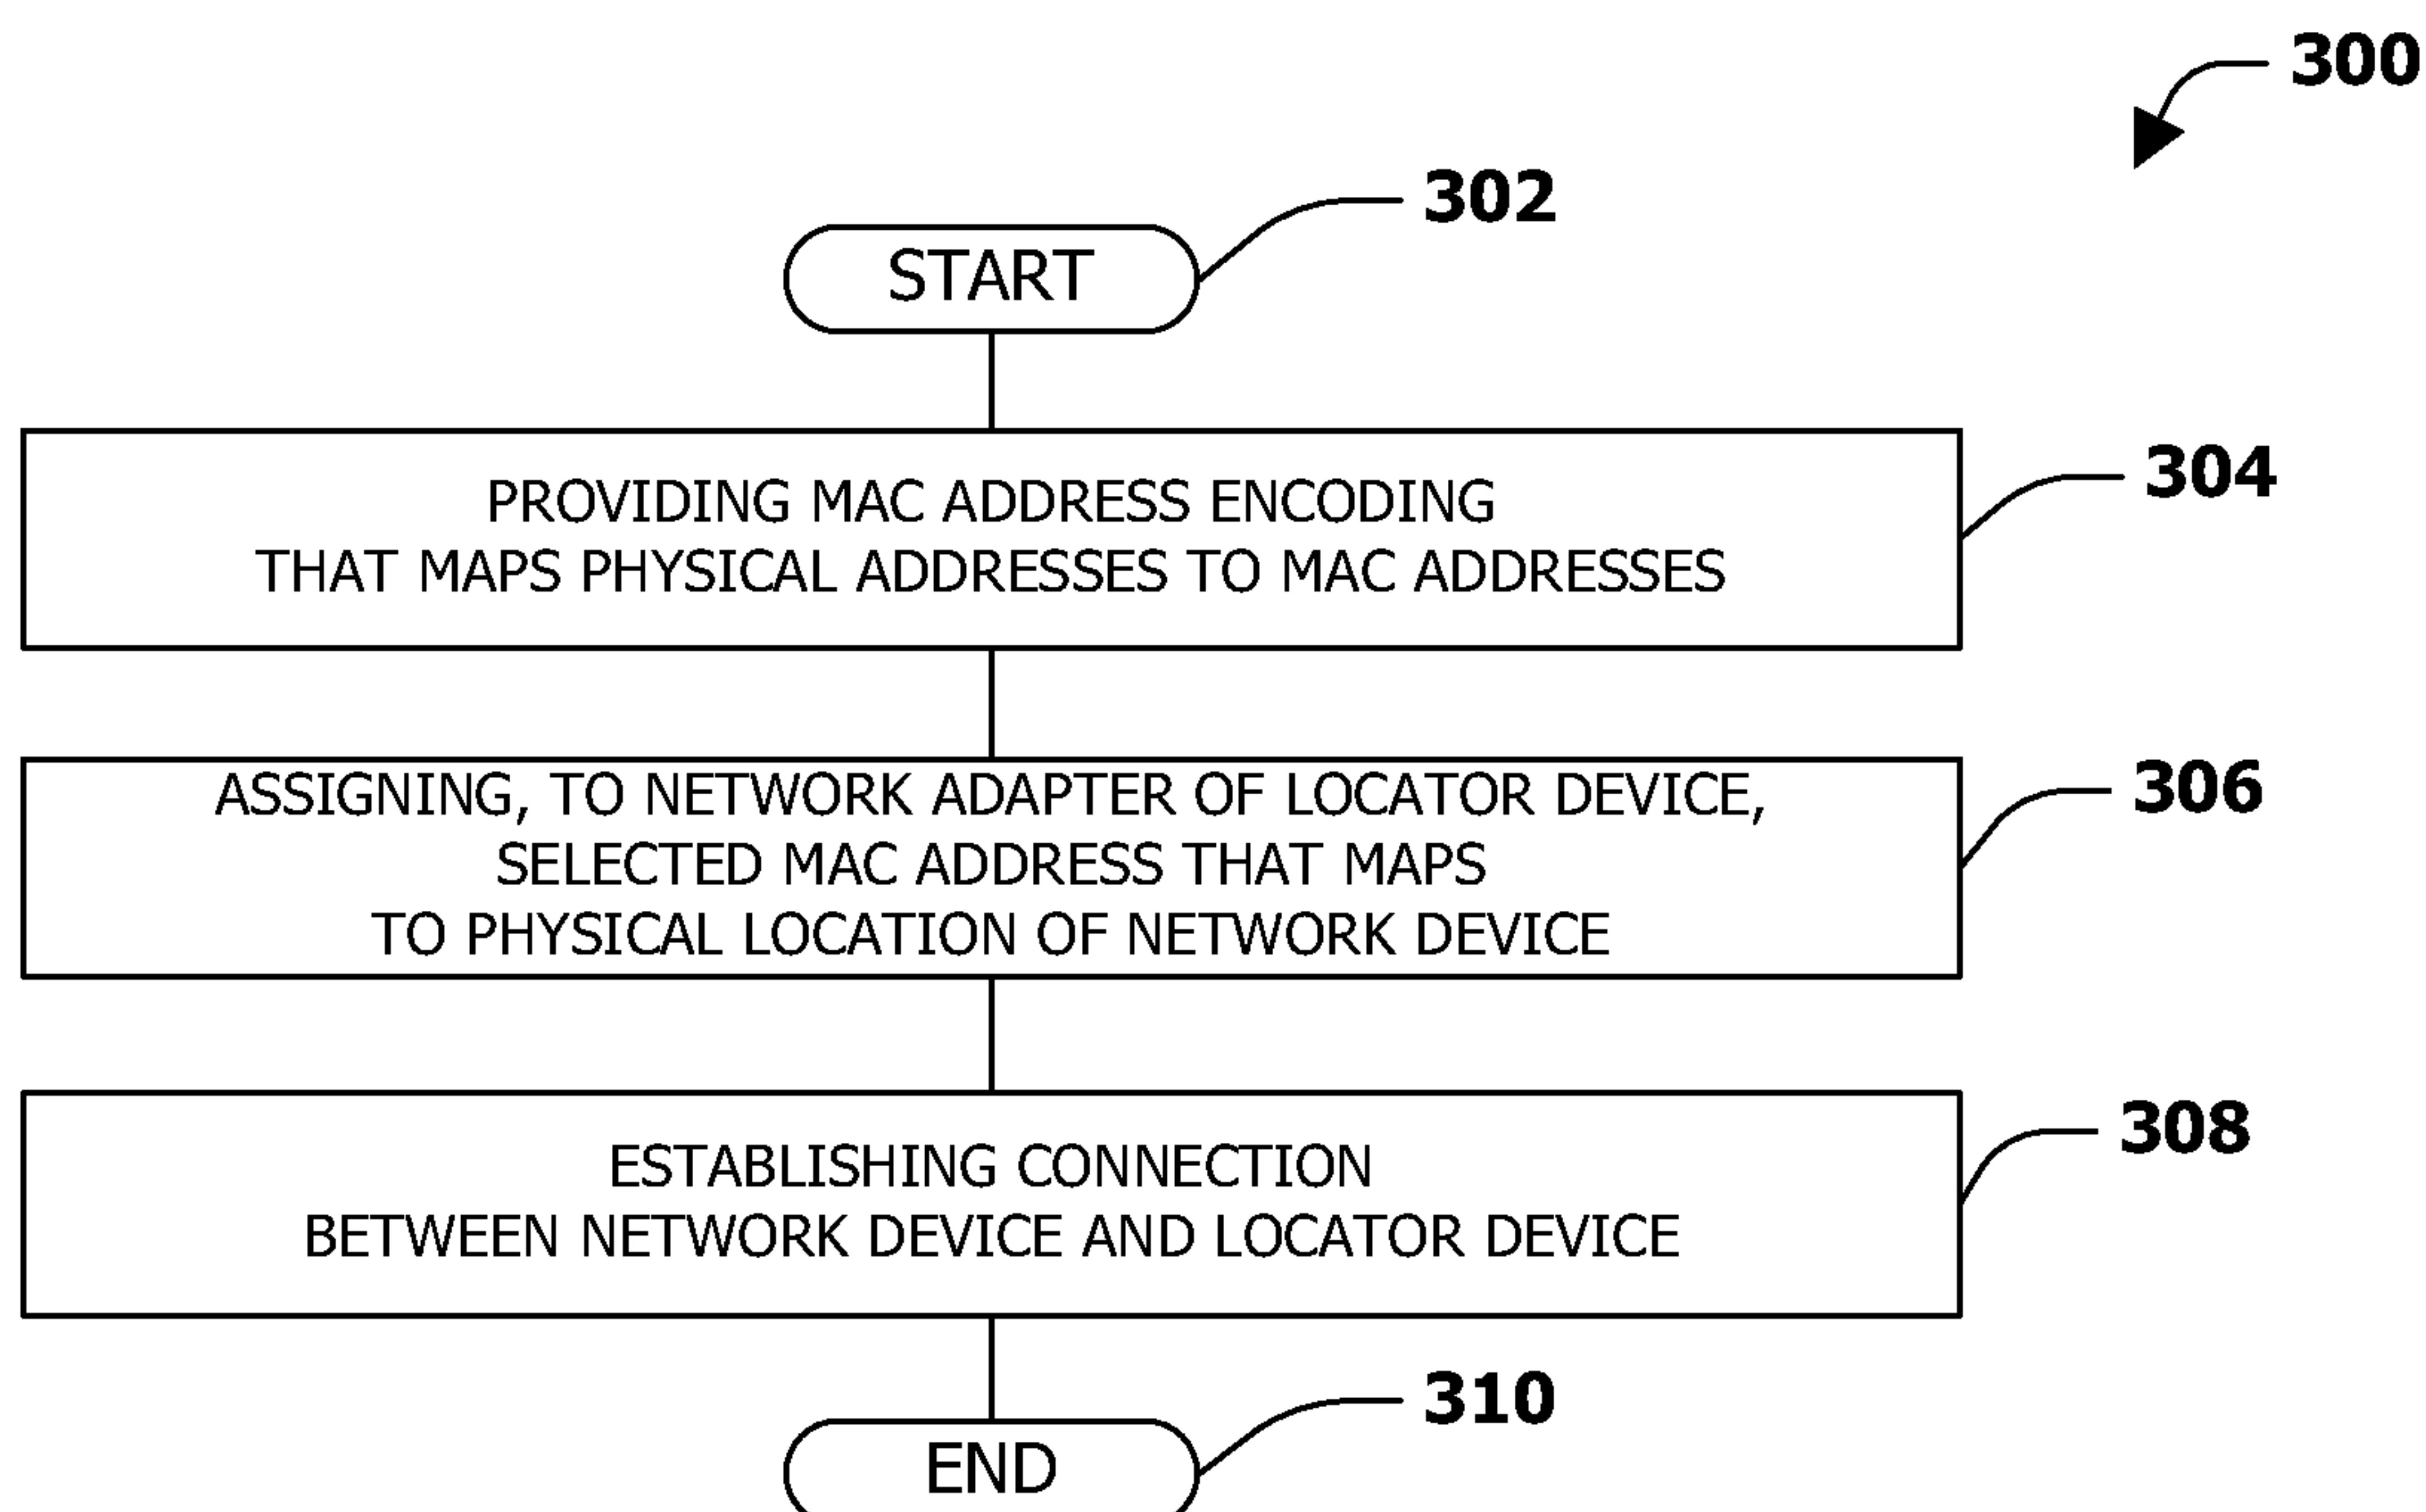 300
302
START
304
PROVIDING MAC ADDRESS ENCODING
THAT MAPS PHYSICAL ADDRESSES TO MAC ADDRESSES
306
ASSIGNING, TO NETWORK ADAPTER OF LOCATOR DEVICE,
SELECTED MAC ADDRESS THAT MAPS
TO PHYSICAL LOCATION OF NETWORK DEVICE
308
ESTABLISHING CONNECTION
BETWEEN NETWORK DEVICE AND LOCATOR DEVICE
310
END